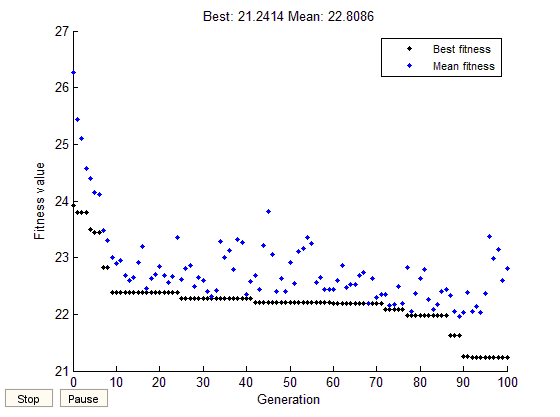 Best: 21.2414 Mean: 22.8086
27
Best fitness
Mean fitness
26
25
24
Fitness value
23
22
21
0 10 20 30 40 50 60 70 80 90 100
Generation
Stop Pause